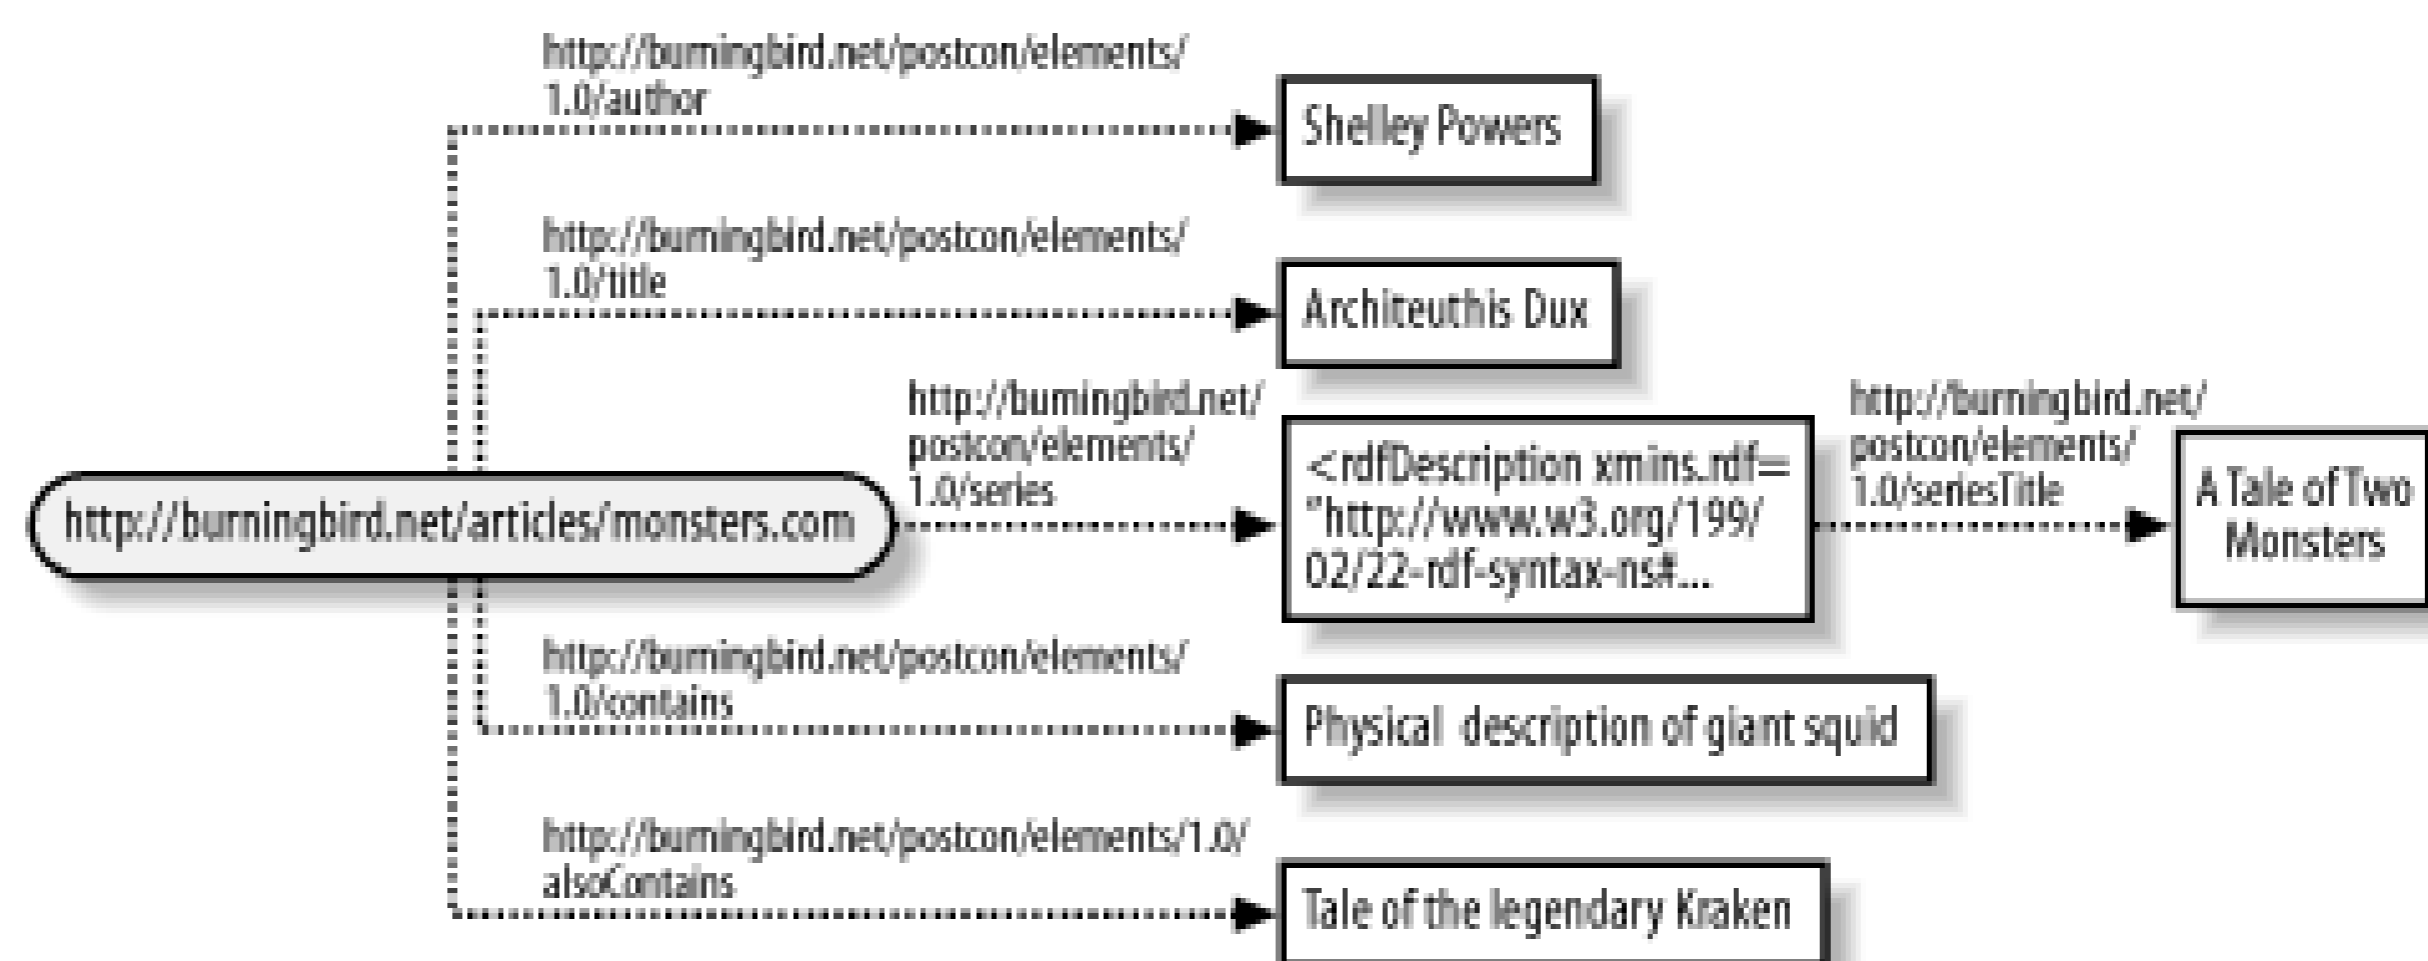 http://burningbird.net/postcon/elements/
1.0/author
Shelley Powers
http://burningbird.net/postcon/elements/
1.0/title
Architeuthis Dux
http://burningbird.net/
postcon/elements/
1.0/series
http://burningbird.net/articles/monsters.com
<rdfDescription xmins.rdf=
"http://www.w3.org/199/
02/22-rdf-syntax-ns#...
http://burningbird.net/
postcon/elements/
1.0/seriesTitle
A Tale of Two
Monsters
http://burningbird.net/postcon/elements/
1.0/contains
Physical description of giant squid
http://burningbird.net/postcon/elements/1.0/
alsoContains
Tale of the legendary Kraken